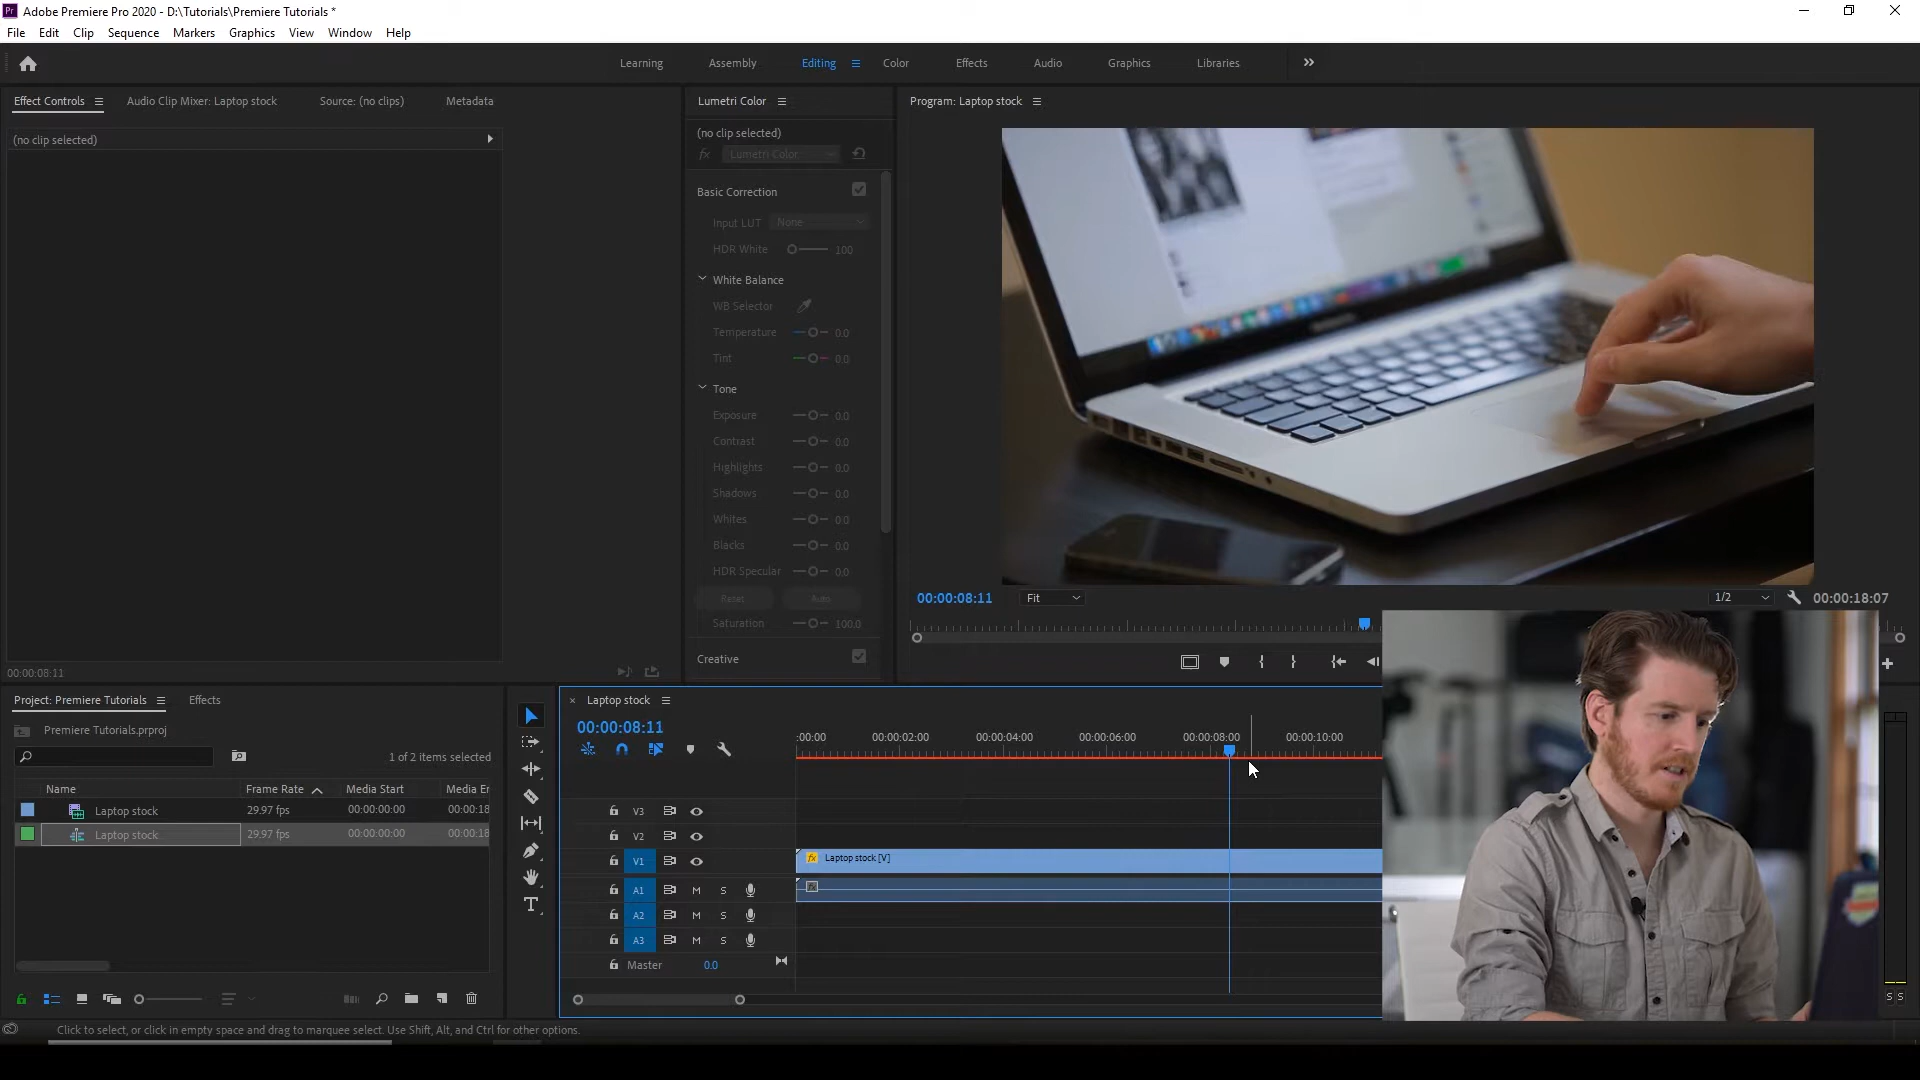 Adobe Premiere Pro 2020 - D:\Tutorials\Premiere Tutorials *
File Edit Clip Sequence Markers Graphics View Window Help
Learning Assembly Editing Color Effects Audio Graphics Libraries
Effect Controls Audio Clip Mixer: Laptop stock Source: (no clips) Metadata
(no clip selected)
00:00:08:11
Lumetri Color
(no clip selected)
fx Lumetri Color
Basic Correction
Input LUT None
HDR White 100
White Balance
WB Selector
Temperature 0.0
Tint 0.0
Tone
Exposure 0.0
Contrast 0.0
Highlights 0.0
Shadows 0.0
Whites 0.0
Blacks 0.0
HDR Specular 0.0
Reset Auto
Saturation 100.0
Creative
Program: Laptop stock
00:00:08:11 Fit 1/2 00:00:18:07
Project: Premiere Tutorials Effects
Premiere Tutorials.prproj
1 of 2 items selected
Name Frame Rate Media Start Media En
Laptop stock 29.97 fps 00:00:00:00 00:00:18
Laptop stock 29.97 fps 00:00:00:00 00:00:18
Laptop stock
00:00:08:11
:00:00 00:00:02:00 00:00:04:00 00:00:06:00 00:00:08:00 00:00:10:00
V3
V2
V1 fx Laptop stock [V]
A1 M S
A2 M S
A3 M S
Master 0.0
S S
Click to select, or click in empty space and drag to marquee select. Use Shift, Alt, and Ctrl for other options.